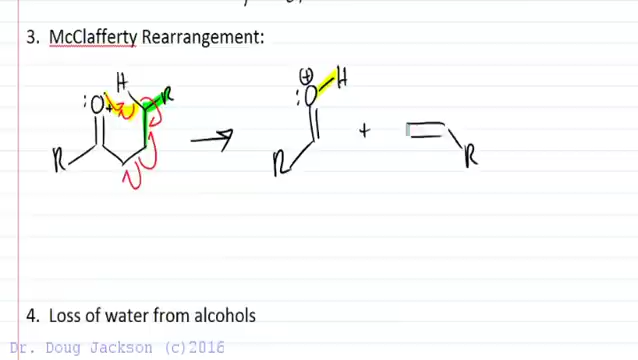 3. McClafferty Rearrangement:
H
R
:O+
R
⊕
:O H
R
+
R
4. Loss of water from alcohols
Dr. Doug Jackson (c)2016